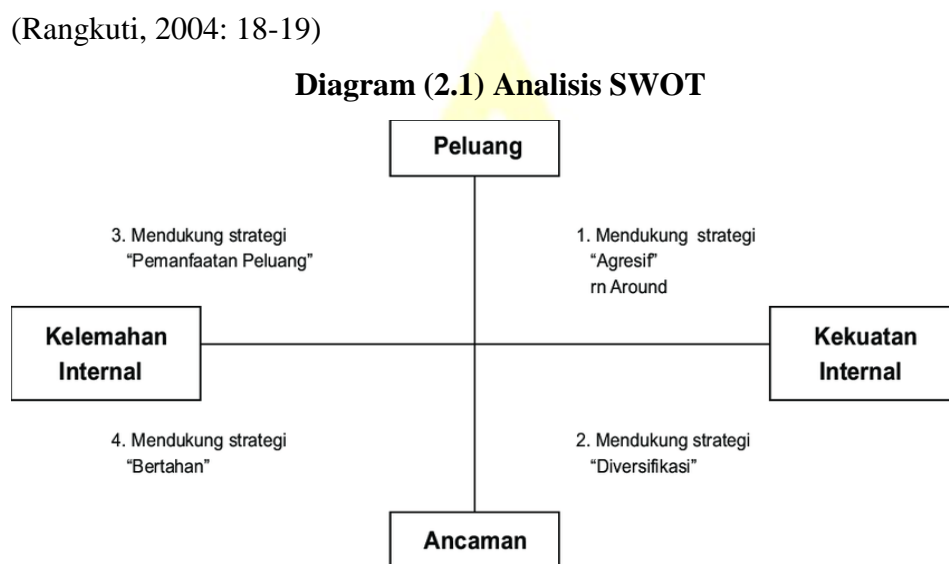 (Rangkuti, 2004: 18-19)
Diagram (2.1) Analisis SWOT
Peluang
3. Mendukung strategi
“Pemanfaatan Peluang”
1. Mendukung  strategi
“Agresif”
rn Around
Kelemahan
Internal
Kekuatan
Internal
4. Mendukung strategi
“Bertahan”
2. Mendukung strategi
“Diversifikasi”
Ancaman